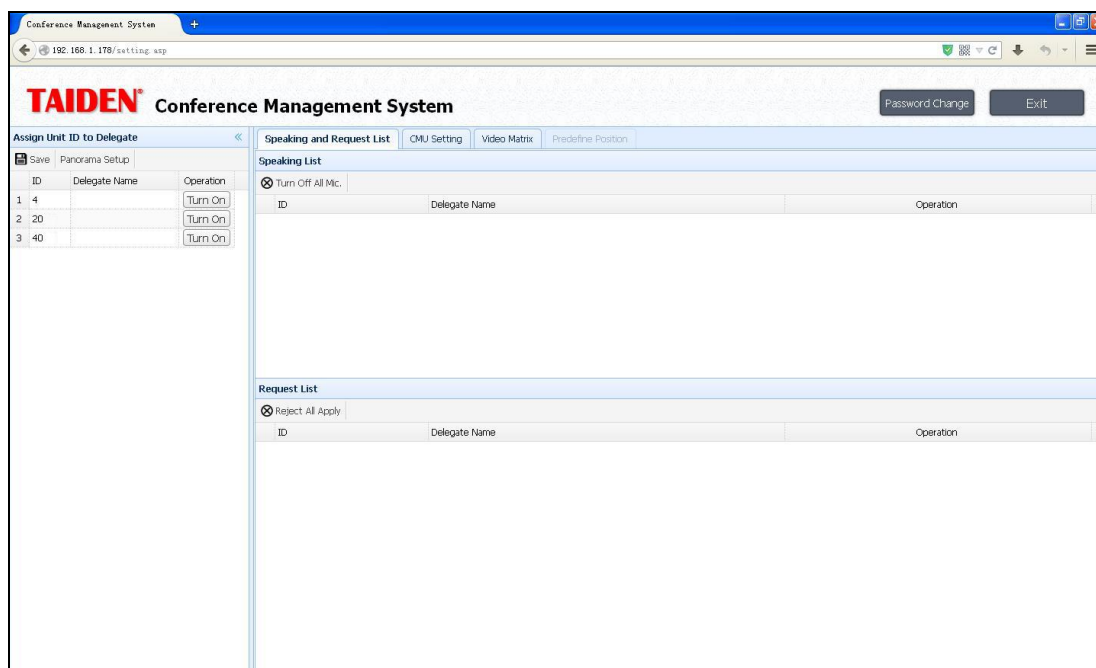 Conference Management System
192.168.1.178/setting.asp
TAIDEN® Conference Management System
Password Change Exit
Assign Unit ID to Delegate
Speaking and Request List CMU Setting Video Matrix Predefine Position
Save Panorama Setup
Speaking List
ID Delegate Name Operation
Turn Off All Mic.
1 4 Turn On
ID Delegate Name Operation
2 20 Turn On
3 40 Turn On
Request List
Reject All Apply
ID Delegate Name Operation